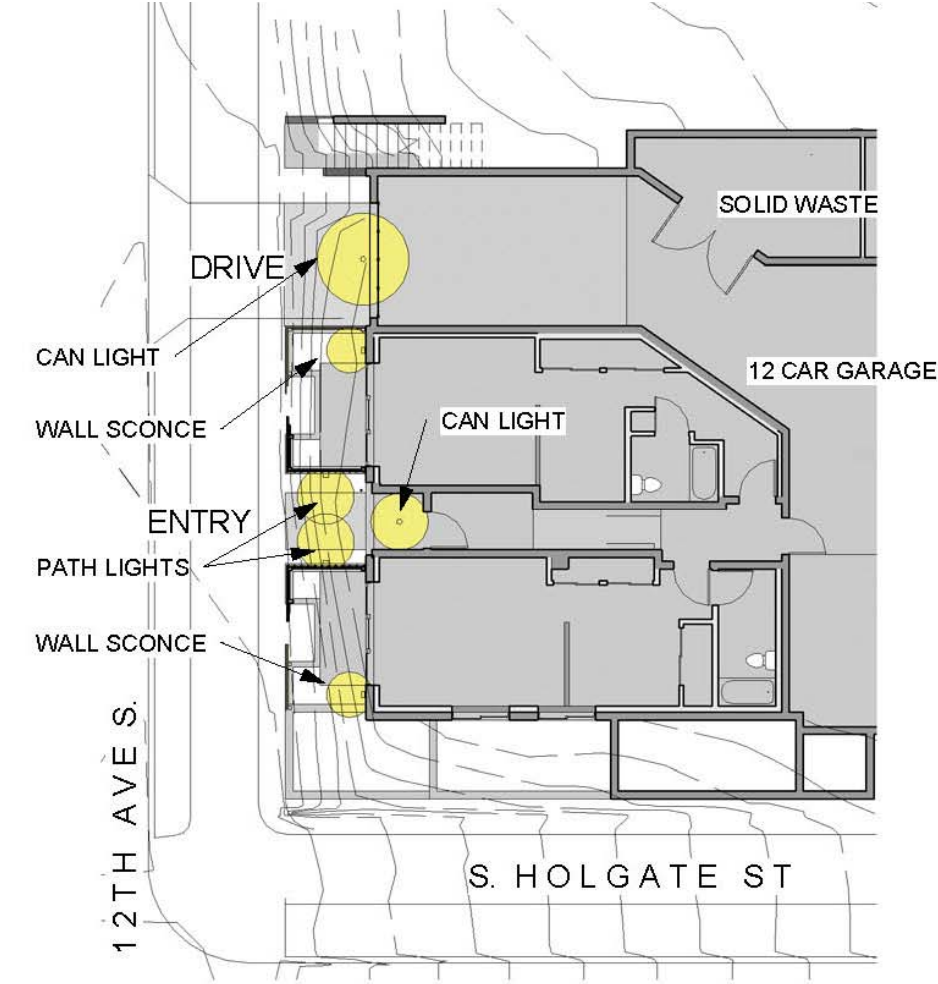 SOLID WASTE
DRIVE
CAN LIGHT
12 CAR GARAGE
WALL SCONCE
CAN LIGHT
ENTRY
PATH LIGHTS
WALL SCONCE
12TH AVE S.
S. HOLGATE ST